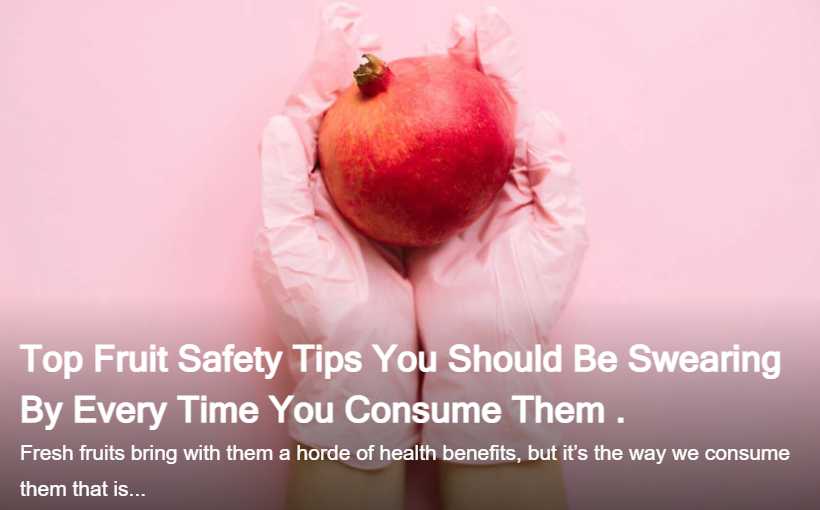 Top Fruit Safety Tips You Should Be Swearing
By Every Time You Consume Them .
Fresh fruits bring with them a horde of health benefits, but it’s the way we consume
them that is...